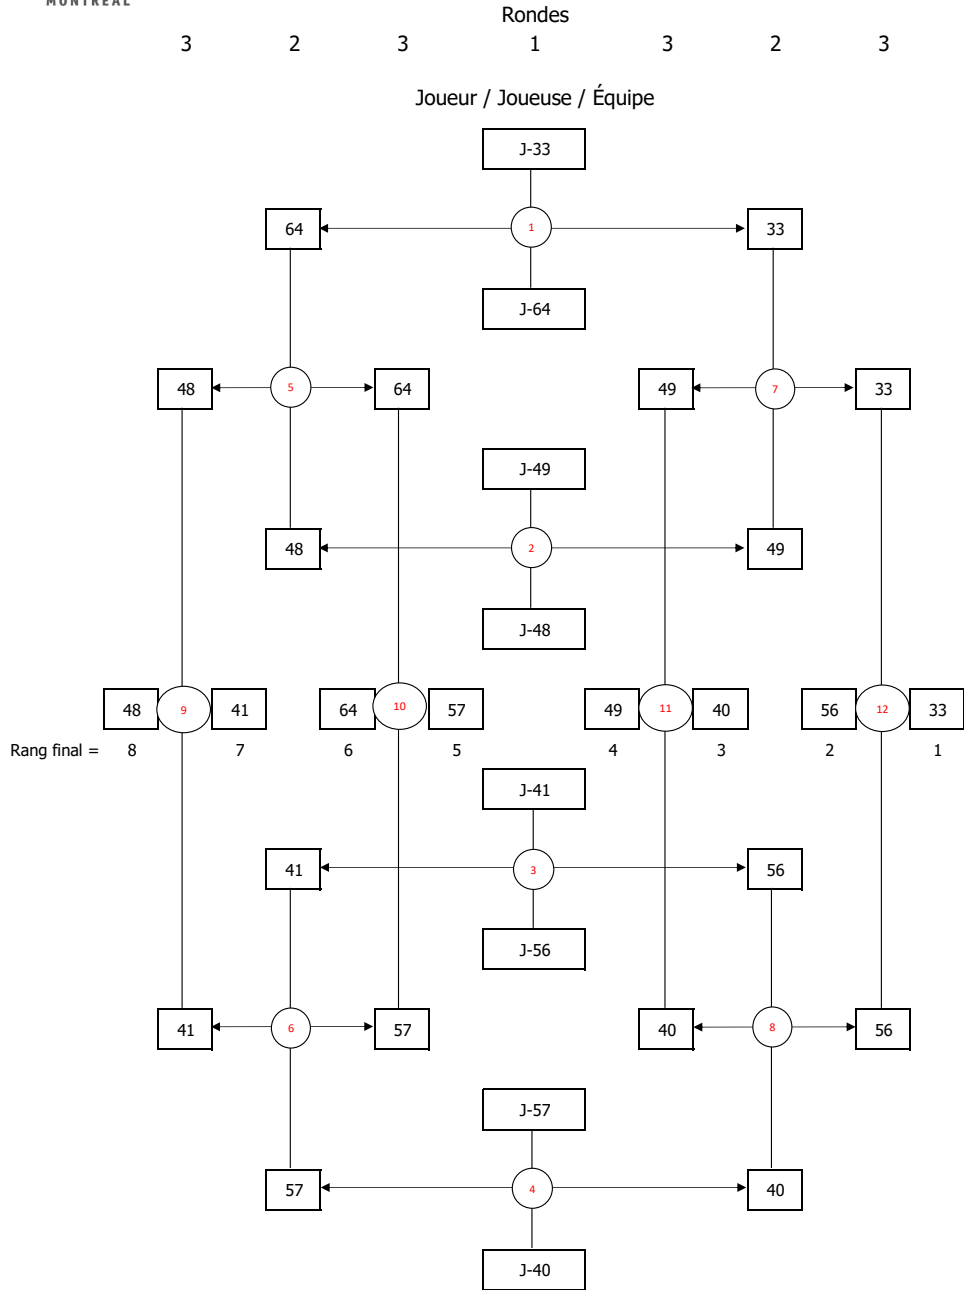 MONTRÉAL
Rondes
3 2 3 1 3 2 3
Joueur / Joueuse / Équipe
J-33
64 1 33
J-64
48 5 64 49 7 33
J-49
48 2 49
J-48
48 9 41 64 10 57 49 11 40 56 12 33
Rang final = 8 7 6 5 4 3 2 1
J-41
41 3 56
J-56
41 6 57 40 8 56
J-57
57 4 40
J-40